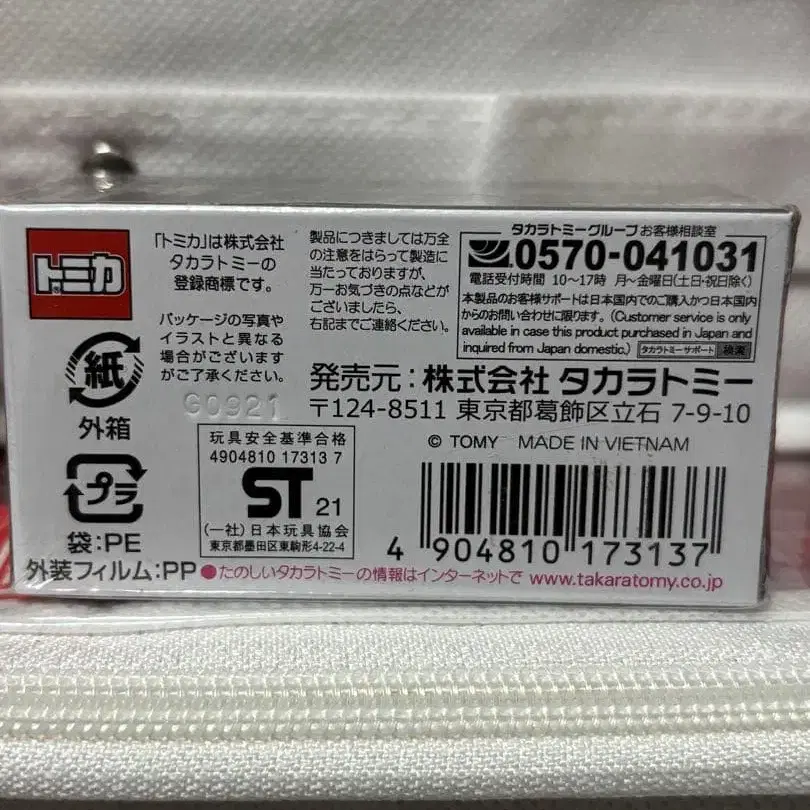 トミカ
「トミカ」は株式会社
タカラトミーの
登録商標です。
パッケージの写真や
イラストと異なる
場合がございます
がご了承ください。
G0921
紙
外箱
プラ
袋:PE
外装フィルム:PP
製品につきましては万全
の注意をはらって製造に
当たっておりますが、
万一お気づきの点などが
ございましたら、
右記までご連絡ください。
タカラトミーグループお客様相談室
0570-041031
電話受付時間 10〜17時 月〜金曜日(土日・祝日除く)
本製品のお客様サポートは日本国内でのご購入かつ日本国内
からのお問い合わせに限ります。(Customer service is only
available in case this product purchased in Japan and
inquired from Japan domestic.) タカラトミーサポート 検索
発売元:株式会社 タカラトミー
〒124-8511 東京都葛飾区立石 7-9-10
© TOMY MADE IN VIETNAM
玩具安全基準合格
4904810 17313 7
ST 21
(一社)日本玩具協会
東京都墨田区東駒形4-22-4
4 904810 173137
●たのしいタカラトミーの情報はインターネットで www.takaratomy.co.jp